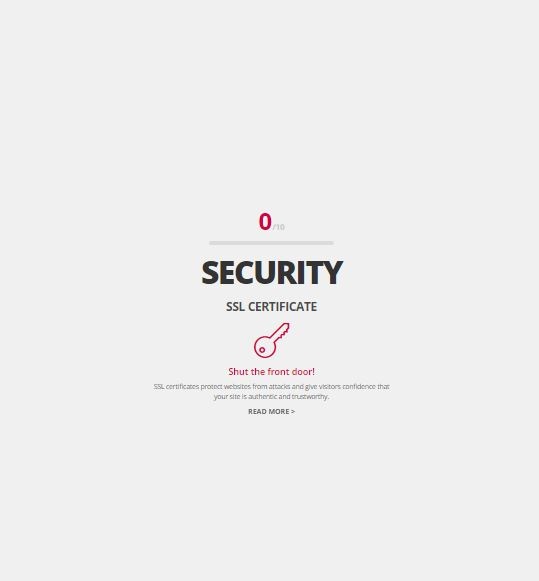 0/10
SECURITY
SSL CERTIFICATE
Shut the front door!
SSL certificates protect websites from attacks and give visitors confidence that
your site is authentic and trustworthy.
READ MORE >